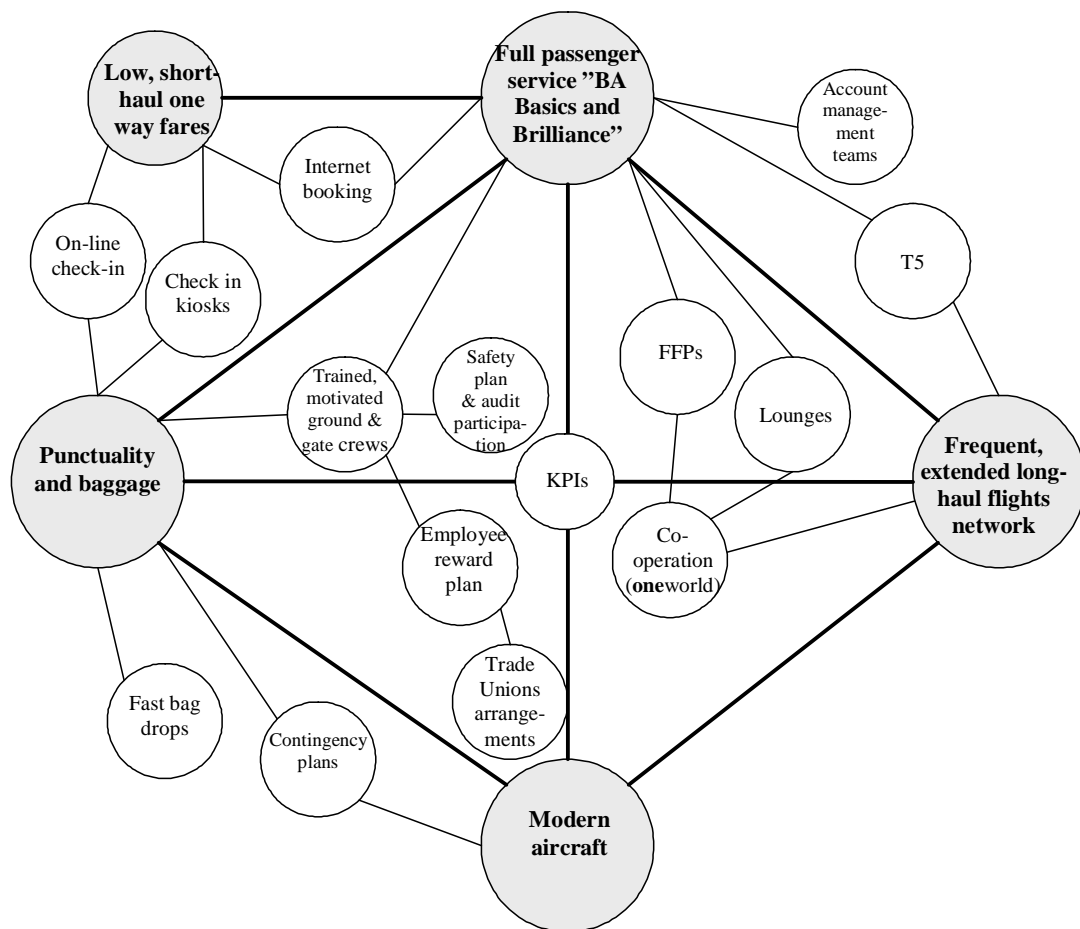 Low, short-
haul one
way fares
Full passenger
service ”BA
Basics and
Brilliance”
Account
manage-
ment
teams
Internet
booking
On-line
check-in
Check in
kiosks
T5
FFPs
Lounges
Trained,
motivated
ground &
gate crews
Safety
plan
& audit
participa-
tion
Punctuality
and baggage
KPIs
Frequent,
extended long-
haul flights
network
Employee
reward
plan
Co-
operation
(oneworld)
Trade
Unions
arrange-
ments
Fast bag
drops
Contingency
plans
Modern
aircraft